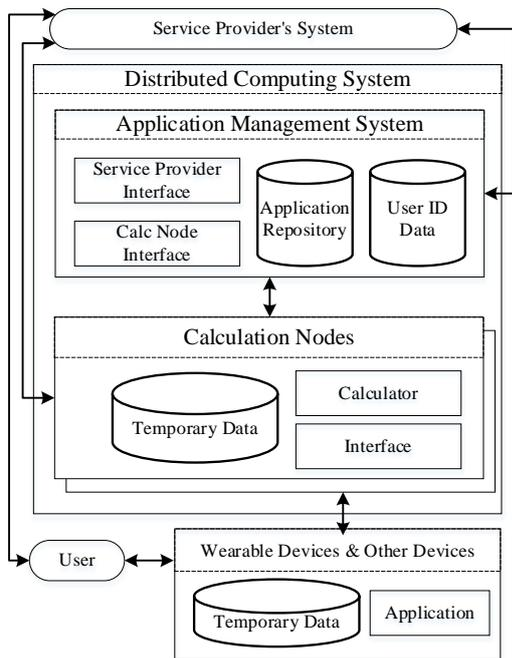 Service Provider's System
Distributed Computing System
Application Management System
Service Provider
Interface
Calc Node
Interface
Application
Repository
User ID
Data
Calculation Nodes
Temporary Data
Calculator
Interface
User
Wearable Devices & Other Devices
Temporary Data
Application